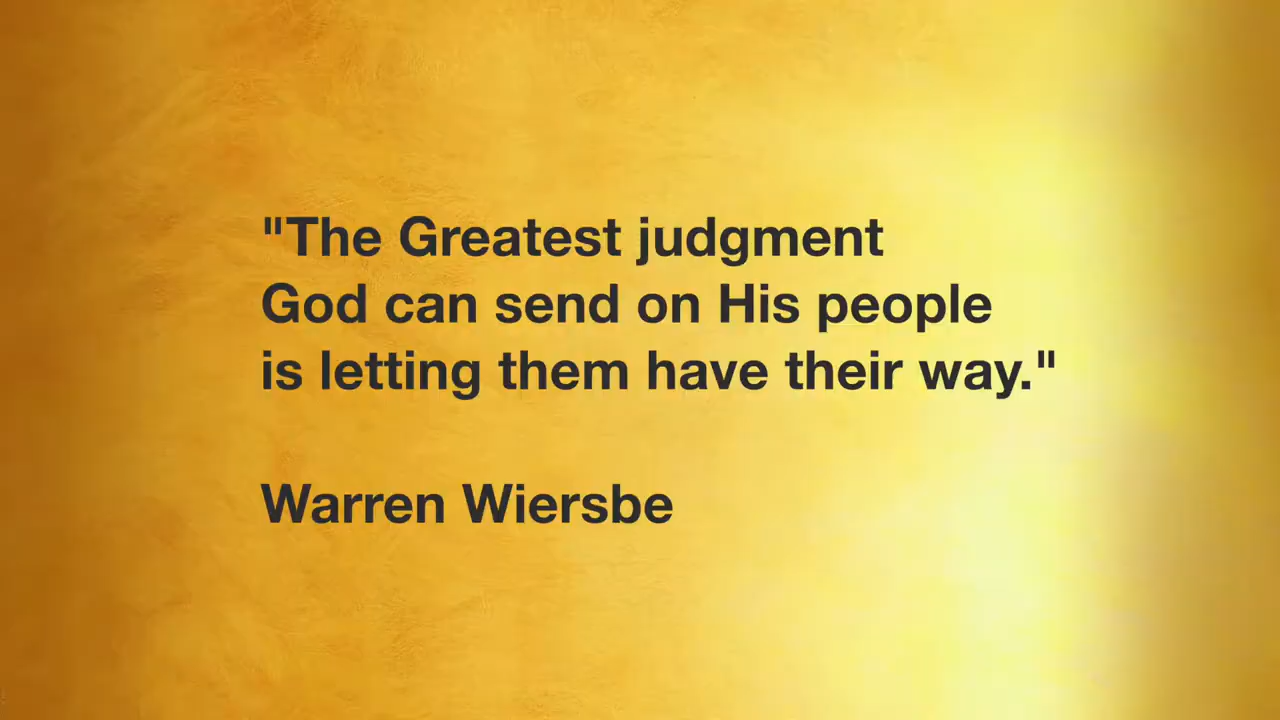 "The Greatest judgment
God can send on His people
is letting them have their way."
Warren Wiersbe